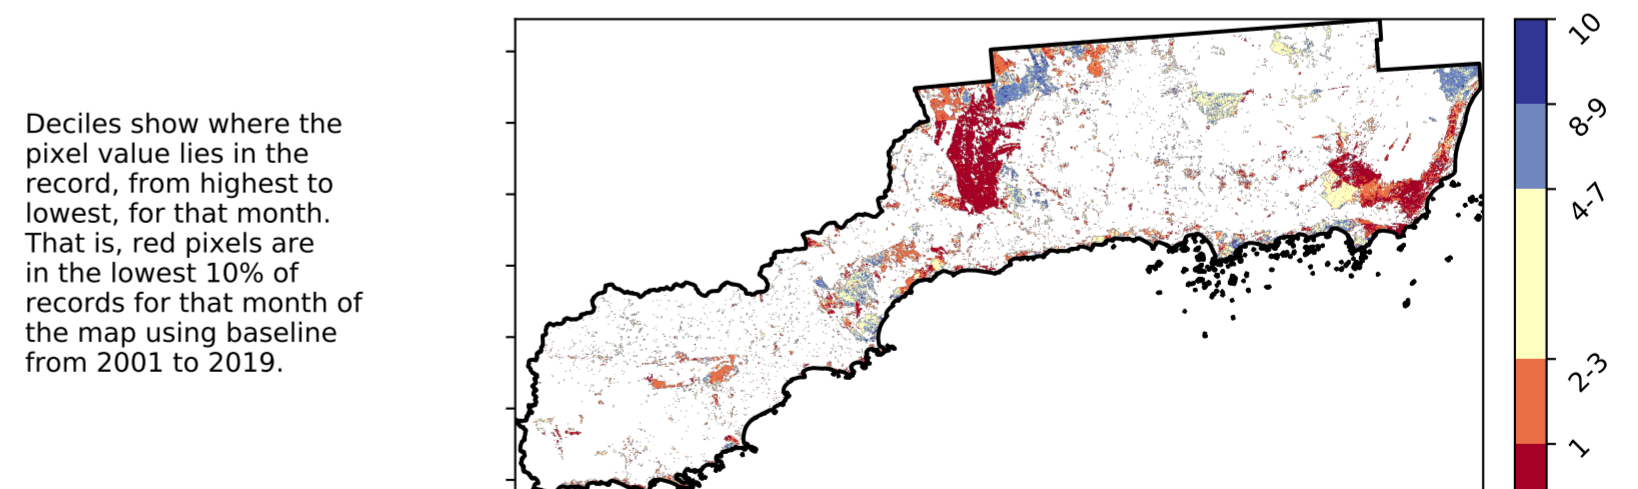 Deciles show where the
pixel value lies in the
record, from highest to
lowest, for that month.
That is, red pixels are
in the lowest 10% of
records for that month of
the map using baseline
from 2001 to 2019.
10
8-9
4-7
2-3
1